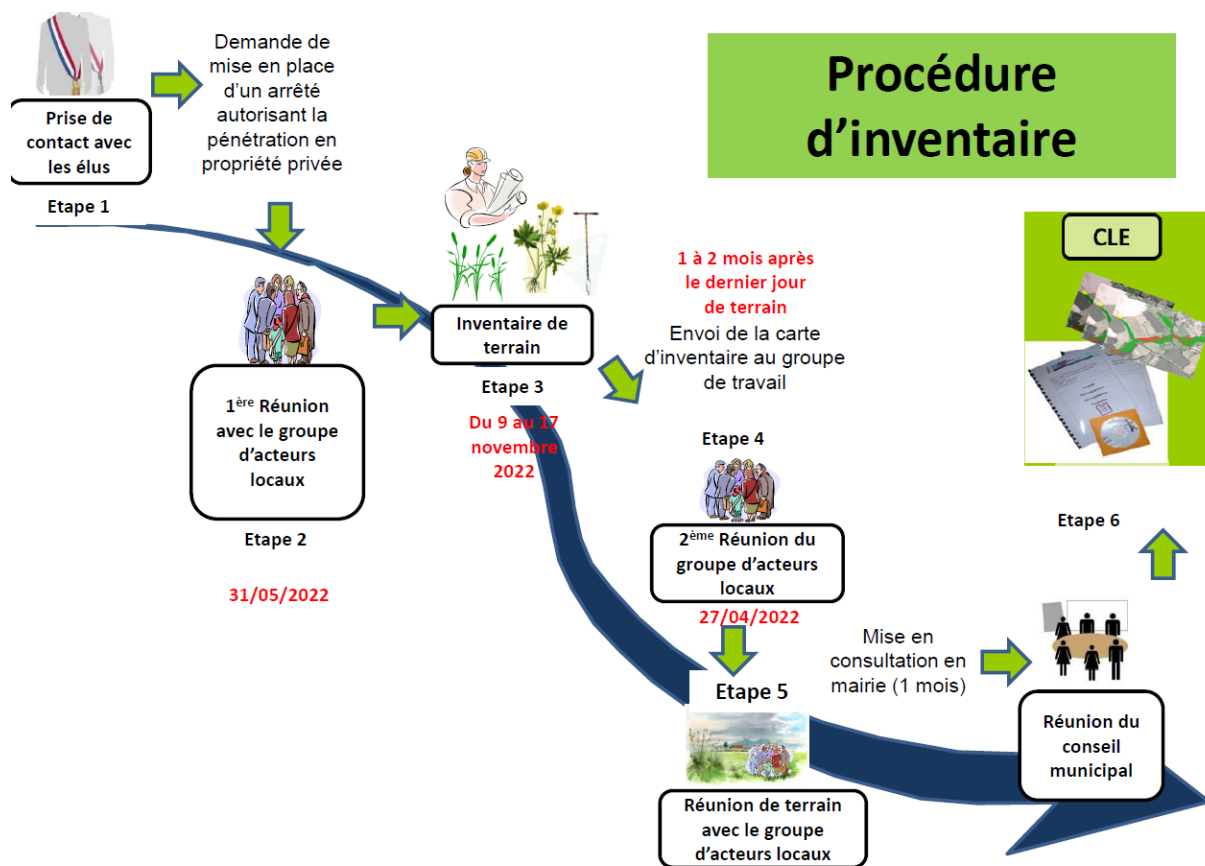 Procédure
d'inventaire
Prise de
contact avec
les élus
Etape 1
Demande de
mise en place
d'un arrêté
autorisant la
pénétration en
propriété privée
1ère Réunion
avec le groupe
d'acteurs
locaux
Etape 2
31/05/2022
Inventaire de
terrain
Etape 3
Du 9 au 17
novembre
2022
1 à 2 mois après
le dernier jour
de terrain
Envoi de la carte
d'inventaire au groupe
de travail
Etape 4
2ème Réunion du
groupe d'acteurs
locaux
27/04/2022
Etape 5
Réunion de terrain
avec le groupe
d'acteurs locaux
Mise en
consultation en
mairie (1 mois)
Réunion du
conseil
municipal
Etape 6
CLE